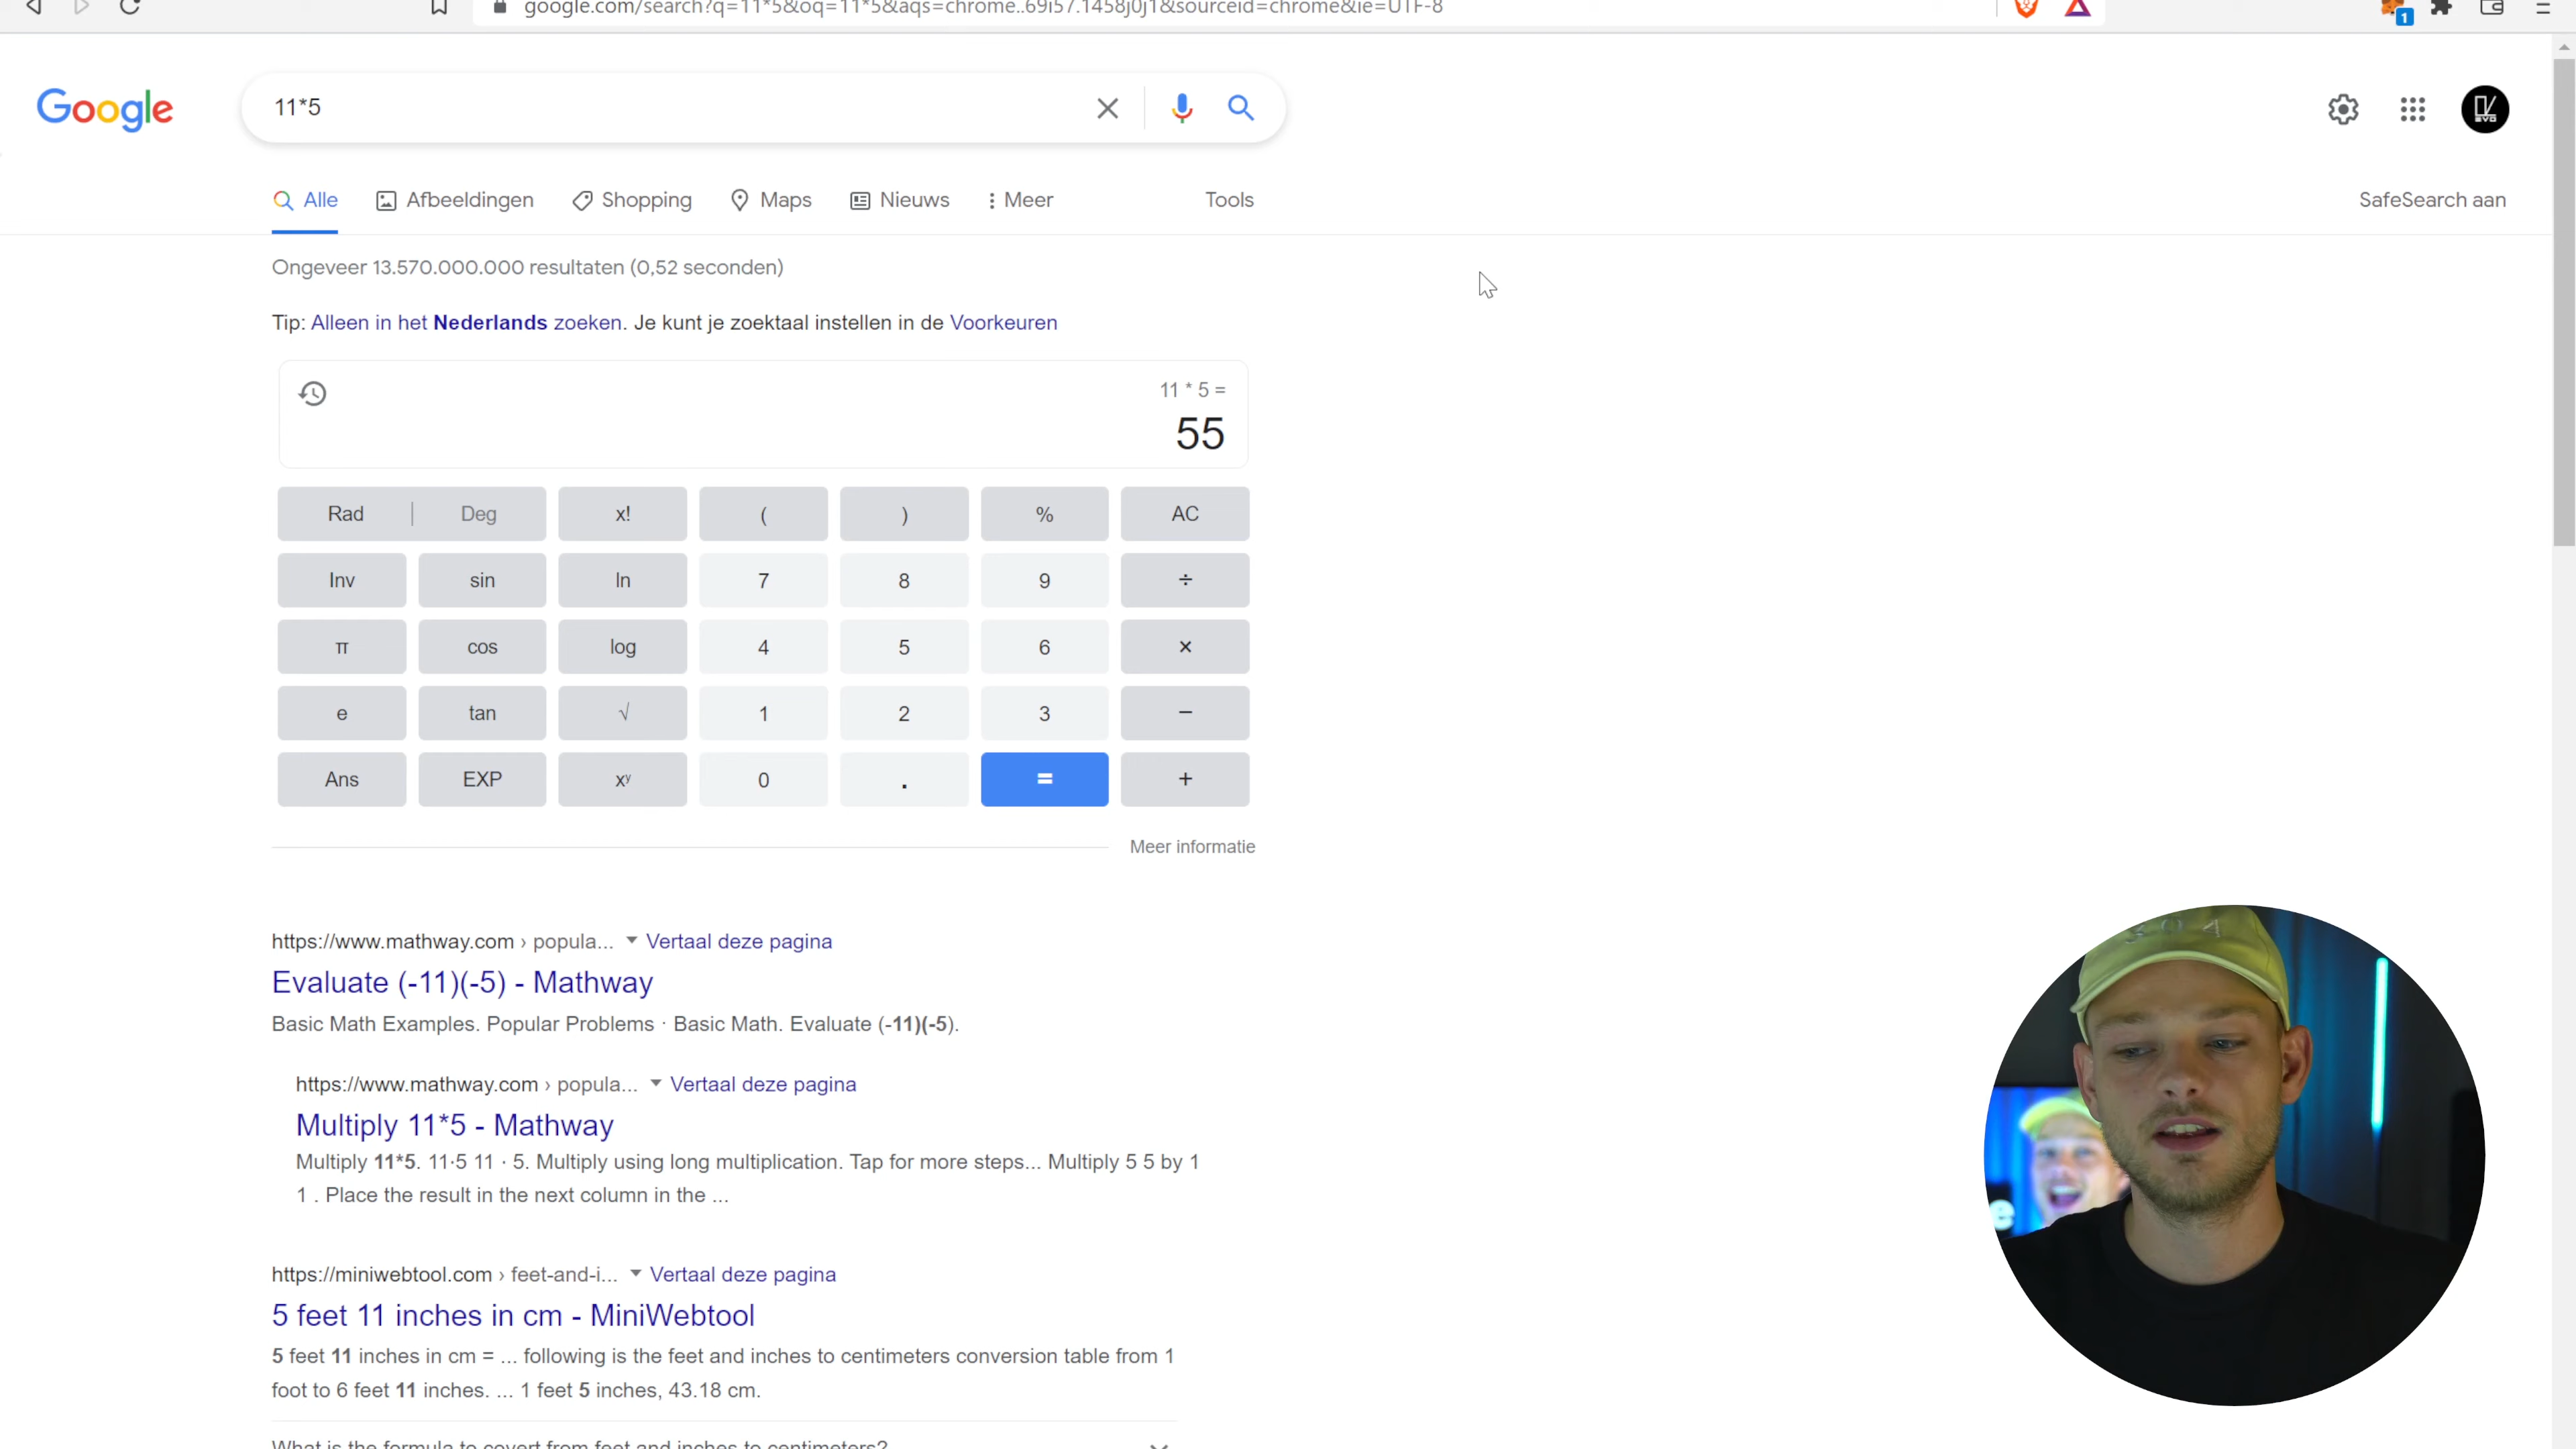 google.com/search?q=11*5&oq=11*5&aqs=chrome..69i57.1458j0j1&sourceid=chrome&ie=UTF-8
1
Google
11*5
Alle Afbeeldingen Shopping Maps Nieuws Meer Tools SafeSearch aan
Ongeveer 13.570.000.000 resultaten (0,52 seconden)
Tip: Alleen in het Nederlands zoeken. Je kunt je zoektaal instellen in de Voorkeuren
11 * 5 =
55
Rad | Deg x! ( ) % AC
Inv sin ln 7 8 9 ÷
π cos log 4 5 6 ×
e tan √ 1 2 3 −
Ans EXP xʸ 0 . = +
Meer informatie
https://www.mathway.com › popula... Vertaal deze pagina
Evaluate (-11)(-5) - Mathway
Basic Math Examples. Popular Problems · Basic Math. Evaluate (-11)(-5).
https://www.mathway.com › popula... Vertaal deze pagina
Multiply 11*5 - Mathway
Multiply 11*5. 11⋅5 11 ⋅ 5. Multiply using long multiplication. Tap for more steps... Multiply 5 5 by 1
1 . Place the result in the next column in the ...
https://miniwebtool.com › feet-and-i... Vertaal deze pagina
5 feet 11 inches in cm - MiniWebtool
5 feet 11 inches in cm = ... following is the feet and inches to centimeters conversion table from 1
foot to 6 feet 11 inches. ... 1 feet 5 inches, 43.18 cm.
What is the formula to covert from feet and inches to centimeters?